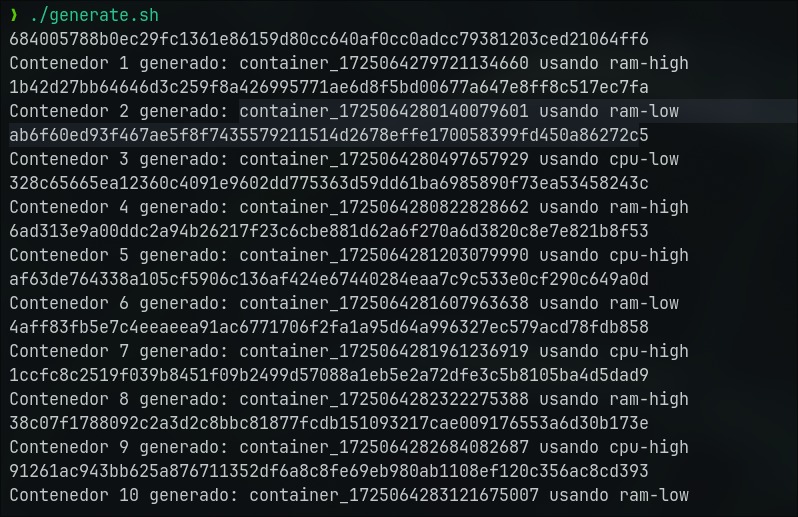 ❱ ./generate.sh
684005788b0ec29fc1361e86159d80cc640af0cc0adcc79381203ced21064ff6
Contenedor 1 generado: container_1725064279721134660 usando ram-high
1b42d27bb64646d3c259f8a426995771ae6d8f5bd00677a647e8ff8c517ec7fa
Contenedor 2 generado: container_1725064280140079601 usando ram-low
ab6f60ed93f467ae5f8f7435579211514d2678effe170058399fd450a86272c5
Contenedor 3 generado: container_1725064280497657929 usando cpu-low
328c65665ea12360c4091e9602dd775363d59dd61ba6985890f73ea53458243c
Contenedor 4 generado: container_1725064280822828662 usando ram-high
6ad313e9a00ddc2a94b26217f23c6cbe881d62a6f270a6d3820c8e7e821b8f53
Contenedor 5 generado: container_1725064281203079990 usando cpu-high
af63de764338a105cf5906c136af424e67440284eaa7c9c533e0cf290c649a0d
Contenedor 6 generado: container_1725064281607963638 usando ram-low
4aff83fb5e7c4eeaeea91ac6771706f2fa1a95d64a996327ec579acd78fdb858
Contenedor 7 generado: container_1725064281961236919 usando cpu-high
1ccfc8c2519f039b8451f09b2499d57088a1eb5e2a72dfe3c5b8105ba4d5dad9
Contenedor 8 generado: container_1725064282322275388 usando ram-high
38c07f1788092c2a3d2c8bbc81877fcdb151093217cae009176553a6d30b173e
Contenedor 9 generado: container_1725064282684082687 usando cpu-high
91261ac943bb625a876711352df6a8c8fe69eb980ab1108ef120c356ac8cd393
Contenedor 10 generado: container_1725064283121675007 usando ram-low